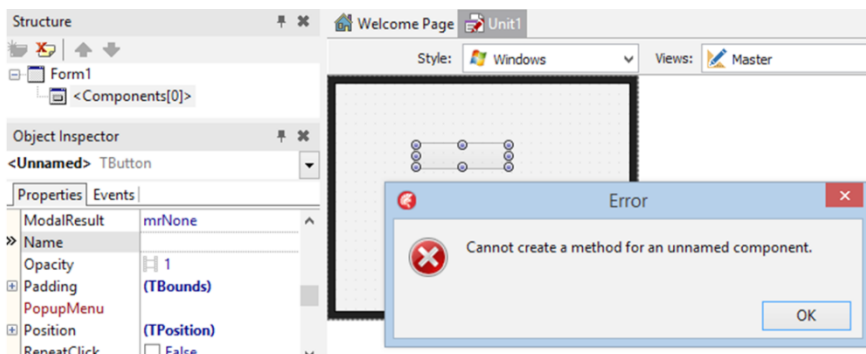 Structure
Form1
<Components[0]>
Object Inspector
<Unnamed> TButton
Properties Events
ModalResult mrNone
Name
Opacity 1
Padding (TBounds)
PopupMenu
Position (TPosition)
RepeatClick False
Welcome Page Unit1
Style: Windows Views: Master
Error
Cannot create a method for an unnamed component.
OK